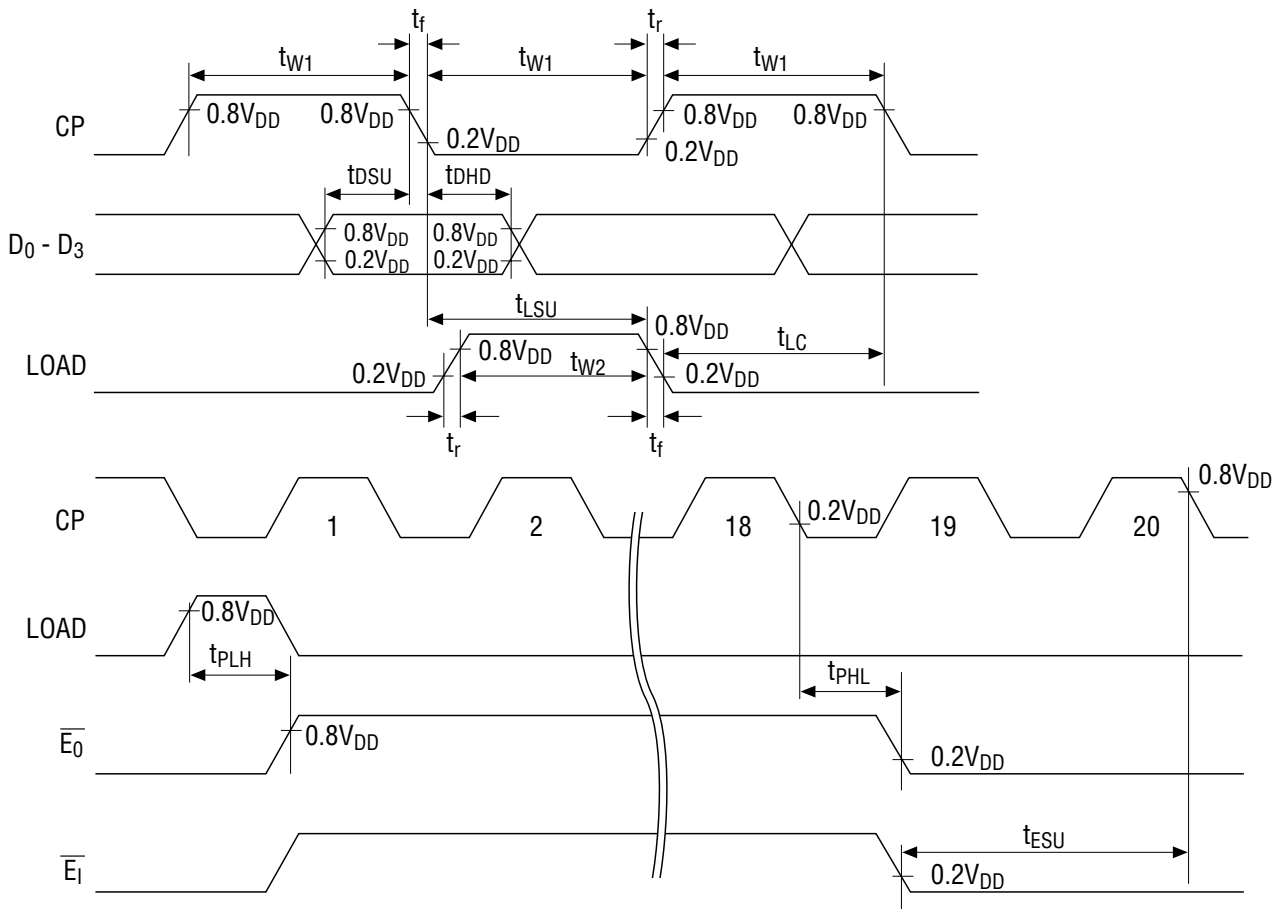 tf tr
tW1 tW1 tW1
CP 0.8VDD 0.8VDD 0.2VDD 0.2VDD 0.8VDD 0.8VDD
tDSU tDHD
D0 - D3 0.8VDD 0.8VDD
0.2VDD 0.2VDD
tLSU
0.8VDD
LOAD 0.2VDD 0.8VDD tW2 0.2VDD tLC
tr tf
CP 1 2 18 0.2VDD 19 20 0.8VDD
LOAD 0.8VDD
tPLH tPHL
E0 0.8VDD 0.2VDD
tESU
EI 0.2VDD